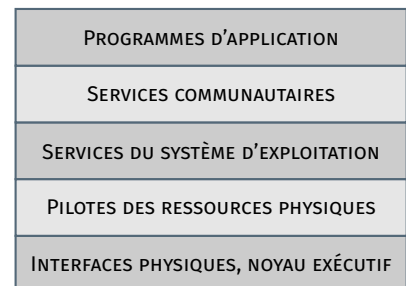 Programmes d’application
Services communautaires
Services du système d’exploitation
Pilotes des ressources physiques
Interfaces physiques, noyau exécutif